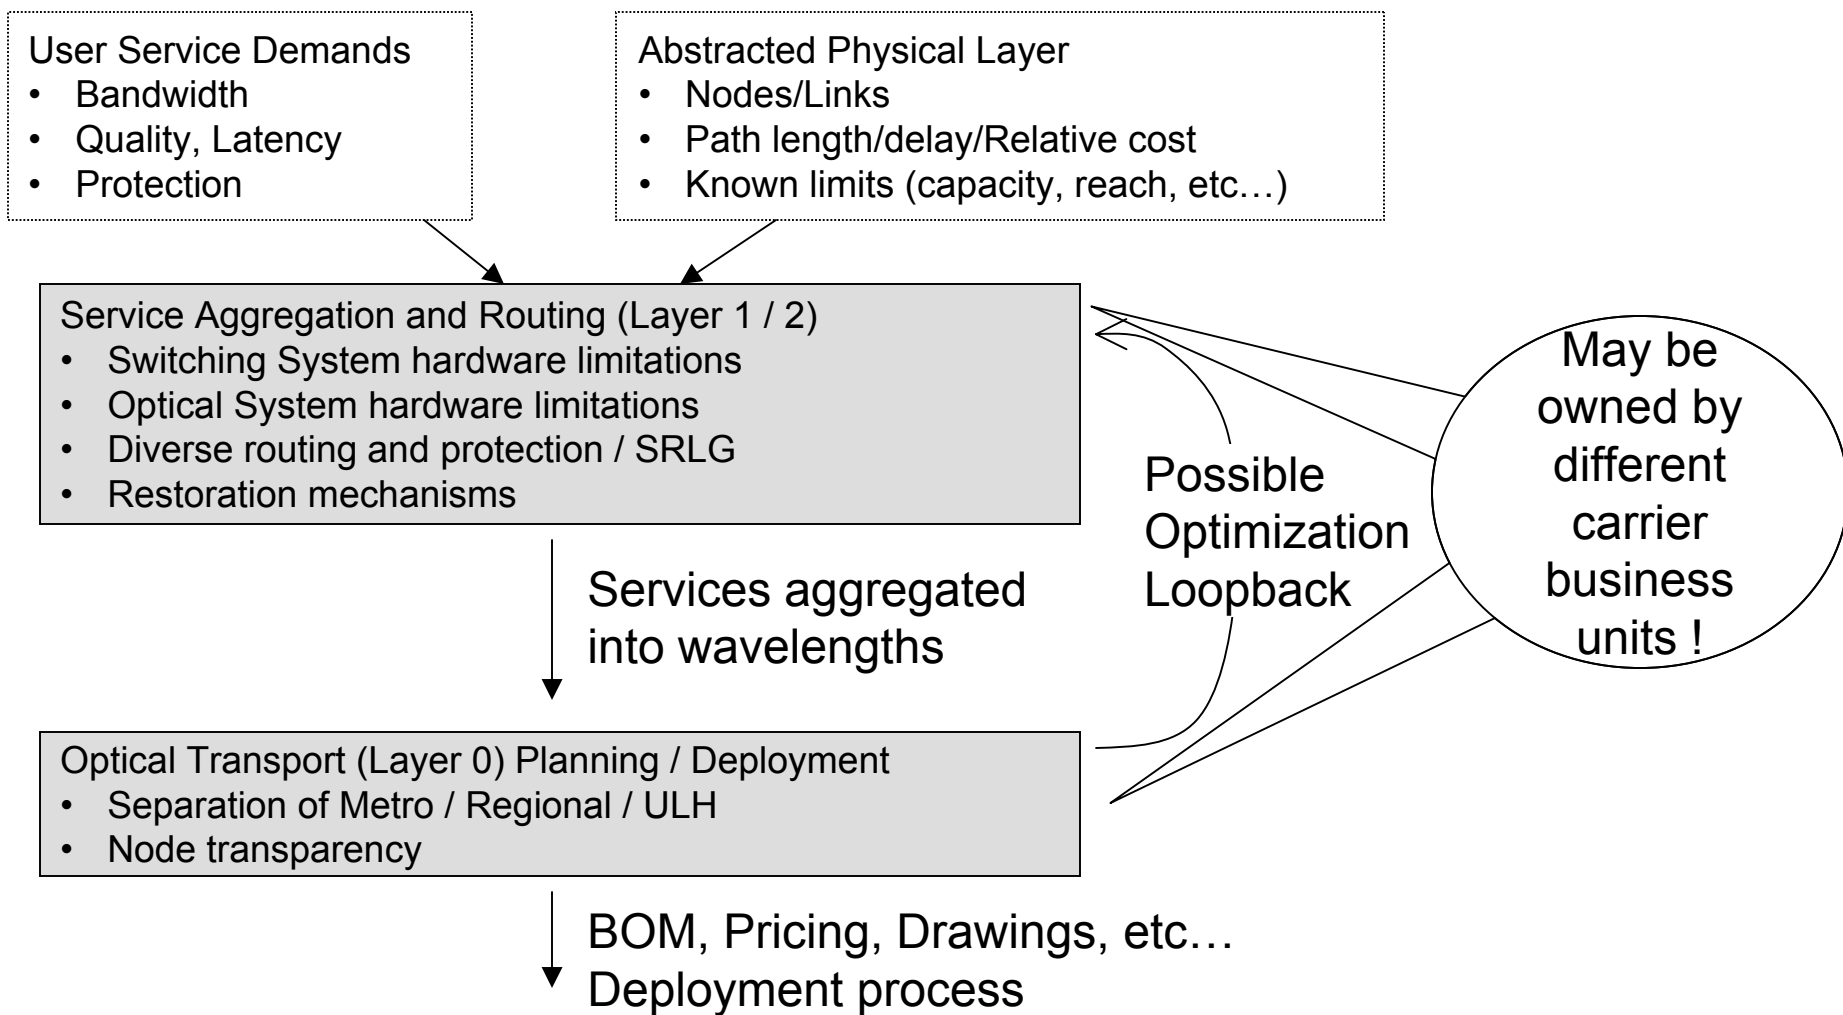 User Service Demands
• Bandwidth
• Quality, Latency
• Protection
Abstracted Physical Layer
• Nodes/Links
• Path length/delay/Relative cost
• Known limits (capacity, reach, etc…)
Service Aggregation and Routing (Layer 1 / 2)
• Switching System hardware limitations
• Optical System hardware limitations
• Diverse routing and protection / SRLG
• Restoration mechanisms
Possible
Optimization
Loopback
May be
owned by
different
carrier
business
units !
Services aggregated
into wavelengths
Optical Transport (Layer 0) Planning / Deployment
• Separation of Metro / Regional / ULH
• Node transparency
BOM, Pricing, Drawings, etc…
Deployment process